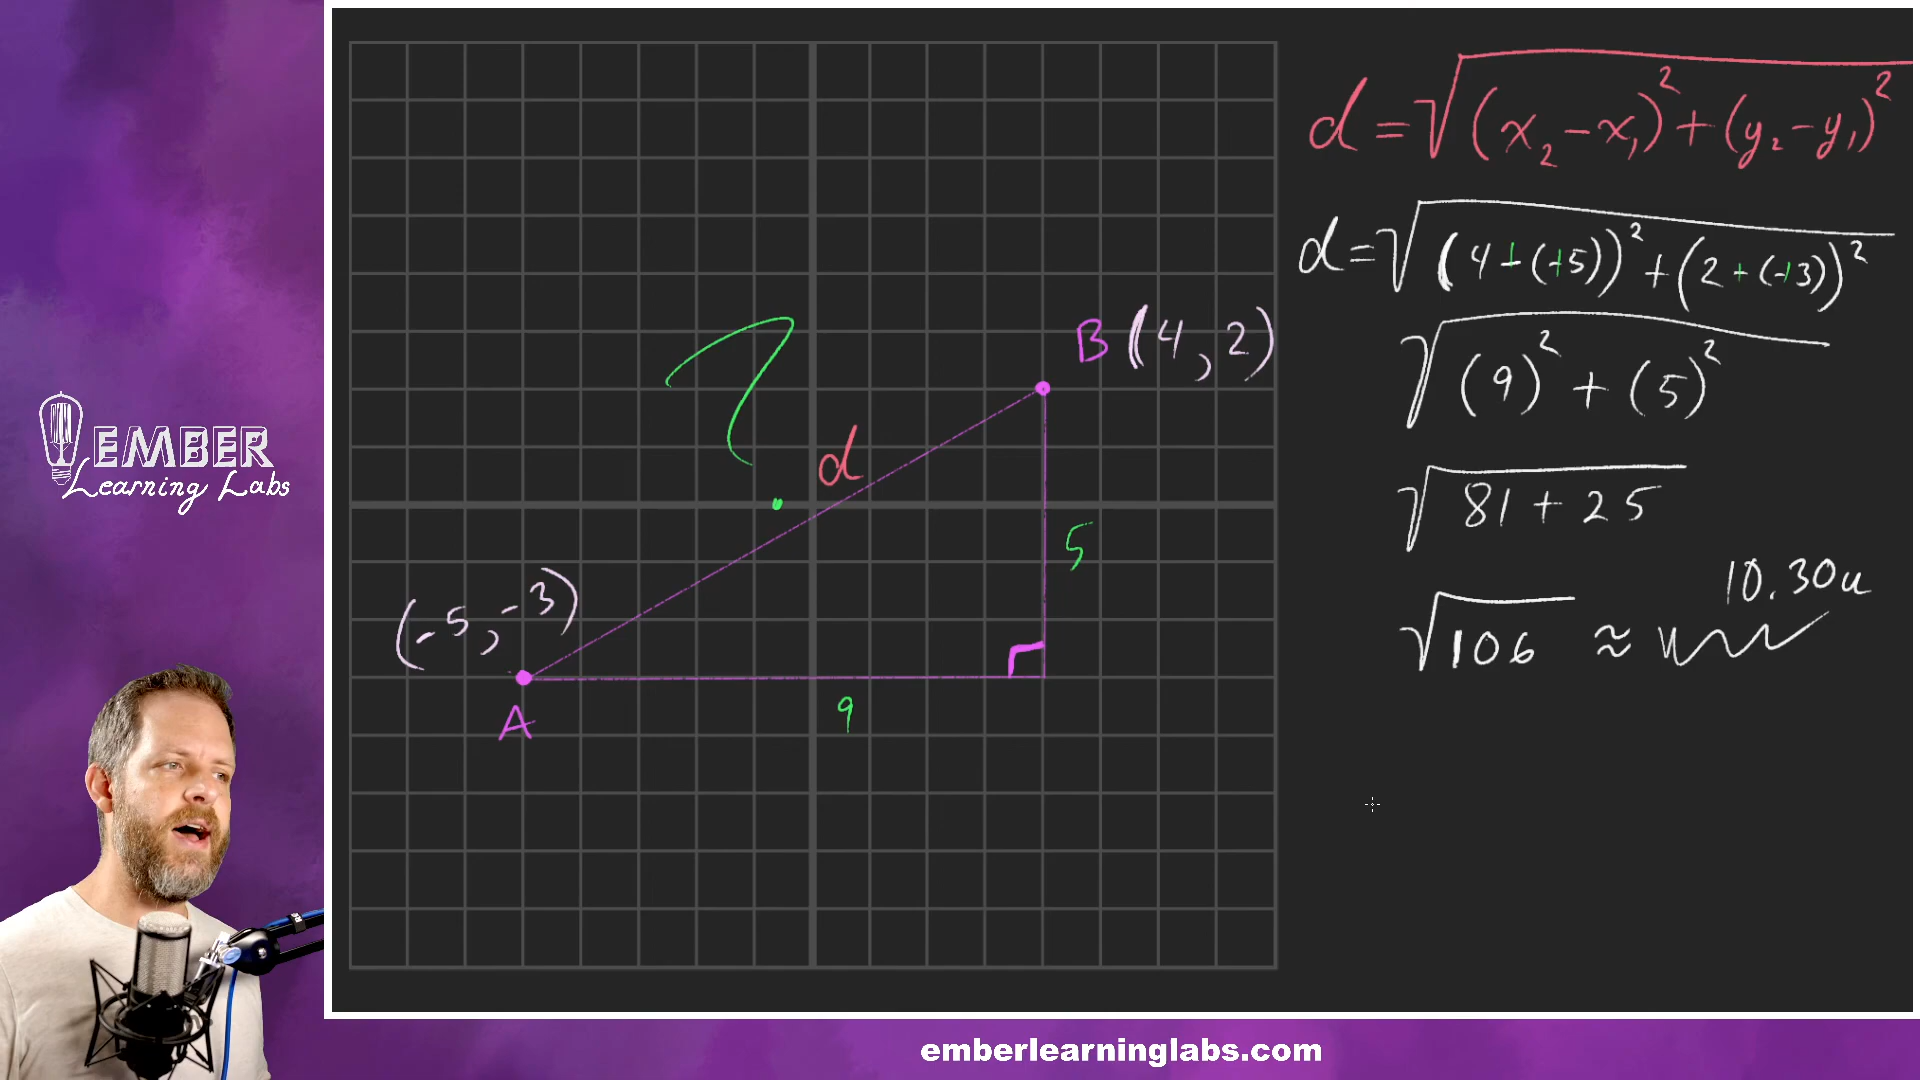 EMBER
Learning Labs
d
B (4, 2)
5
(-5, -3)
A
9
d = √(x₂ - x₁)² + (y₂ - y₁)²
d = √(4 + (+5))² + (2 + (+3))²
√(9)² + (5)²
√81 + 25
√106 ≈
10.30u
emberlearninglabs.com